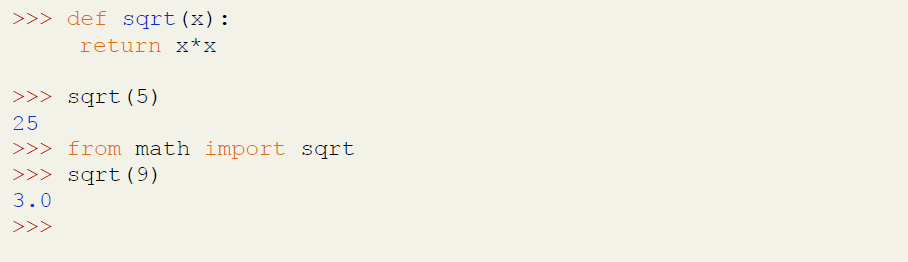 >>> def sqrt(x):
     return x*x
>>> sqrt(5)
25
>>> from math import sqrt
>>> sqrt(9)
3.0
>>>